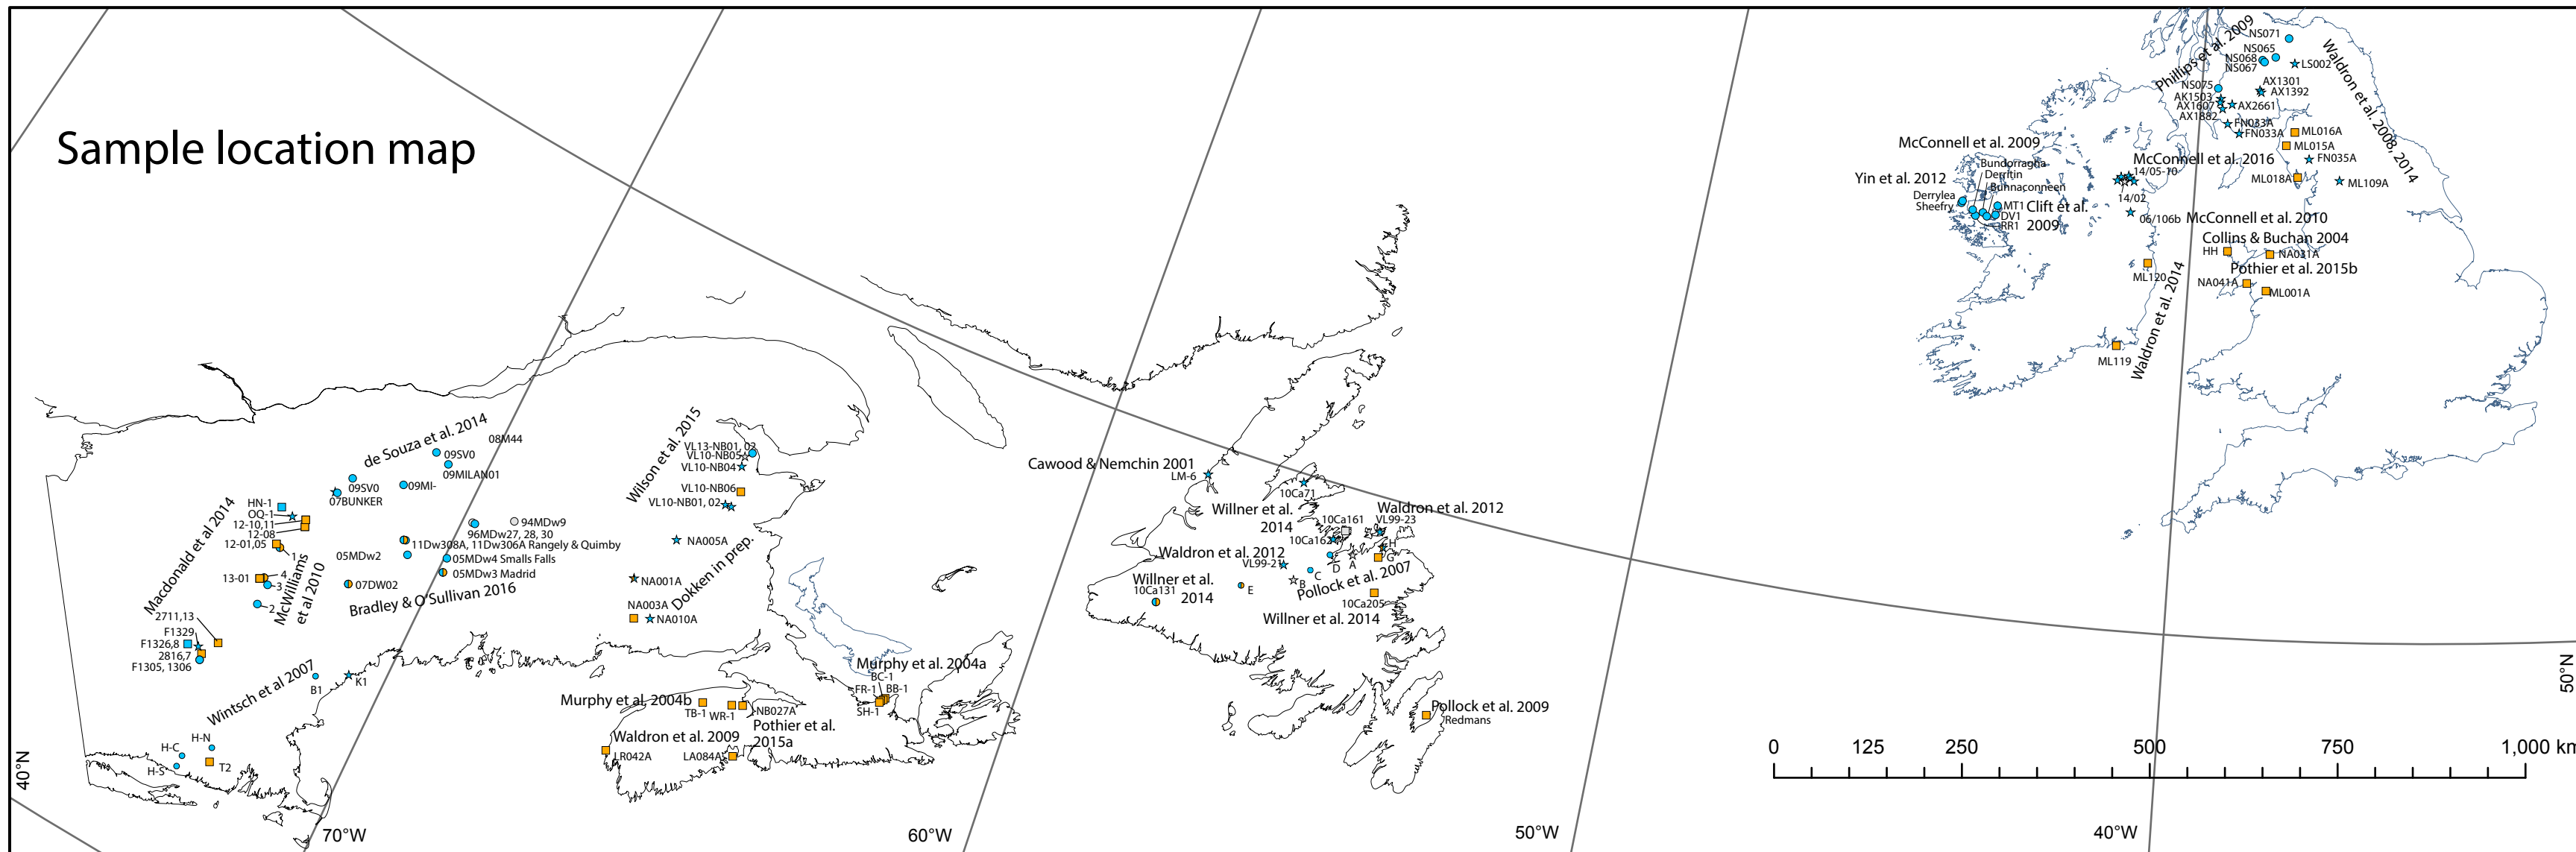 Sample location map
Phillips et al. 2009
NS071
NS065
NS068
NS067
LS002
Waldron et al. 2008, 2014
NS075
AK1503
AX1607
AX1882
AX1301
AX1392
AX2661
FN033A
FN033A
ML016A
ML015A
FN035A
ML018A
ML109A
McConnell et al. 2009
Bundorragha
Derritin
Bunnaconneen
Yin et al. 2012
Derrylea
Sheefry
MT1
DV1
RR1
Clift et al.
2009
McConnell et al. 2016
14/05-10
14/02
06/106b
McConnell et al. 2010
Collins & Buchan 2004
HH
NA031A
Pothier et al. 2015b
NA041A
ML001A
ML120
ML119
Waldron et al. 2014
de Souza et al. 2014
08M44
09SV0
09MILAN01
09SV0
07BUNKER
09MI-
Macdonald et al 2014
HN-1
OQ-1
12-10,11
12-08
12-01,05
1
13-01
4
3
2
McWilliams
et al 2010
2711,13
F1329
F1326,8
2816,7
F1305, 1306
94MDw9
96MDw27, 28, 30
11Dw308A, 11Dw306A Rangely & Quimby
05MDw2
05MDw4 Smalls Falls
05MDw3 Madrid
07DW02
Bradley & O'Sullivan 2016
Wintsch et al 2007
B1
K1
H-N
H-C
H-S
T2
Wilson et al. 2015
VL13-NB01, 02
VL10-NB05
VL10-NB04
VL10-NB06
VL10-NB01, 02
NA005A
NA001A
Dokken in prep.
NA003A
NA010A
Murphy et al. 2004a
BC-1
FR-1
BB-1
SH-1
Murphy et al. 2004b
TB-1
WR-1
NB027A
Pothier et al.
2015a
Waldron et al. 2009
LR042A
LA084A
Cawood & Nemchin 2001
LM-6
10Ca71
Willner et al.
2014
10Ca161
Waldron et al. 2012
VL99-23
10Ca162
H
G
Waldron et al. 2012
VL99-21
D
A
C
B
Pollock et al. 2007
Willner et al.
2014
10Ca131
E
10Ca205
Willner et al. 2014
Pollock et al. 2009
Redmans
0 125 250 500 750 1,000 km
40°N
50°N
70°W
60°W
50°W
40°W